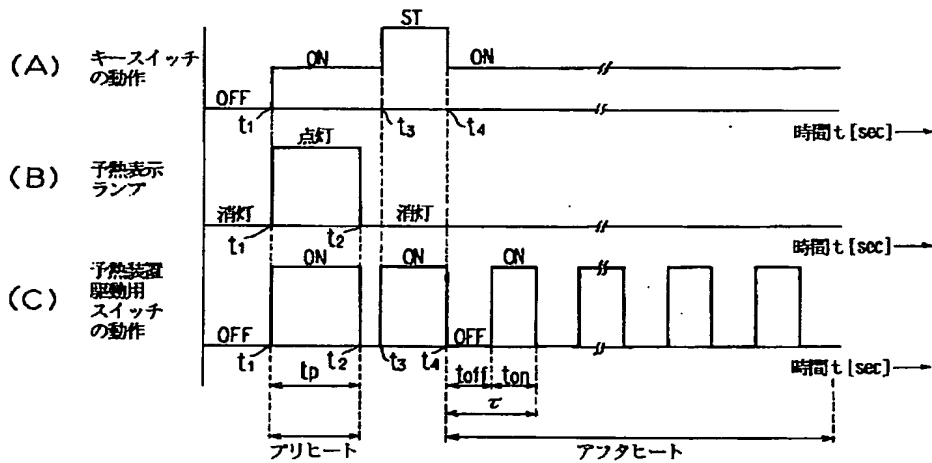 ST
(A) キースイッチの動作 ON ON
OFF
t1 t3 t4
時間 t [sec]
点灯
(B) 予熱表示ランプ
消灯 消灯
t1 t2
時間 t [sec]
ON ON ON
(C) 予熱装置駆動用スイッチの動作
OFF OFF
t1 t2 t3 t4
時間 t [sec]
tp toff ton
τ
プリヒート アフタヒート